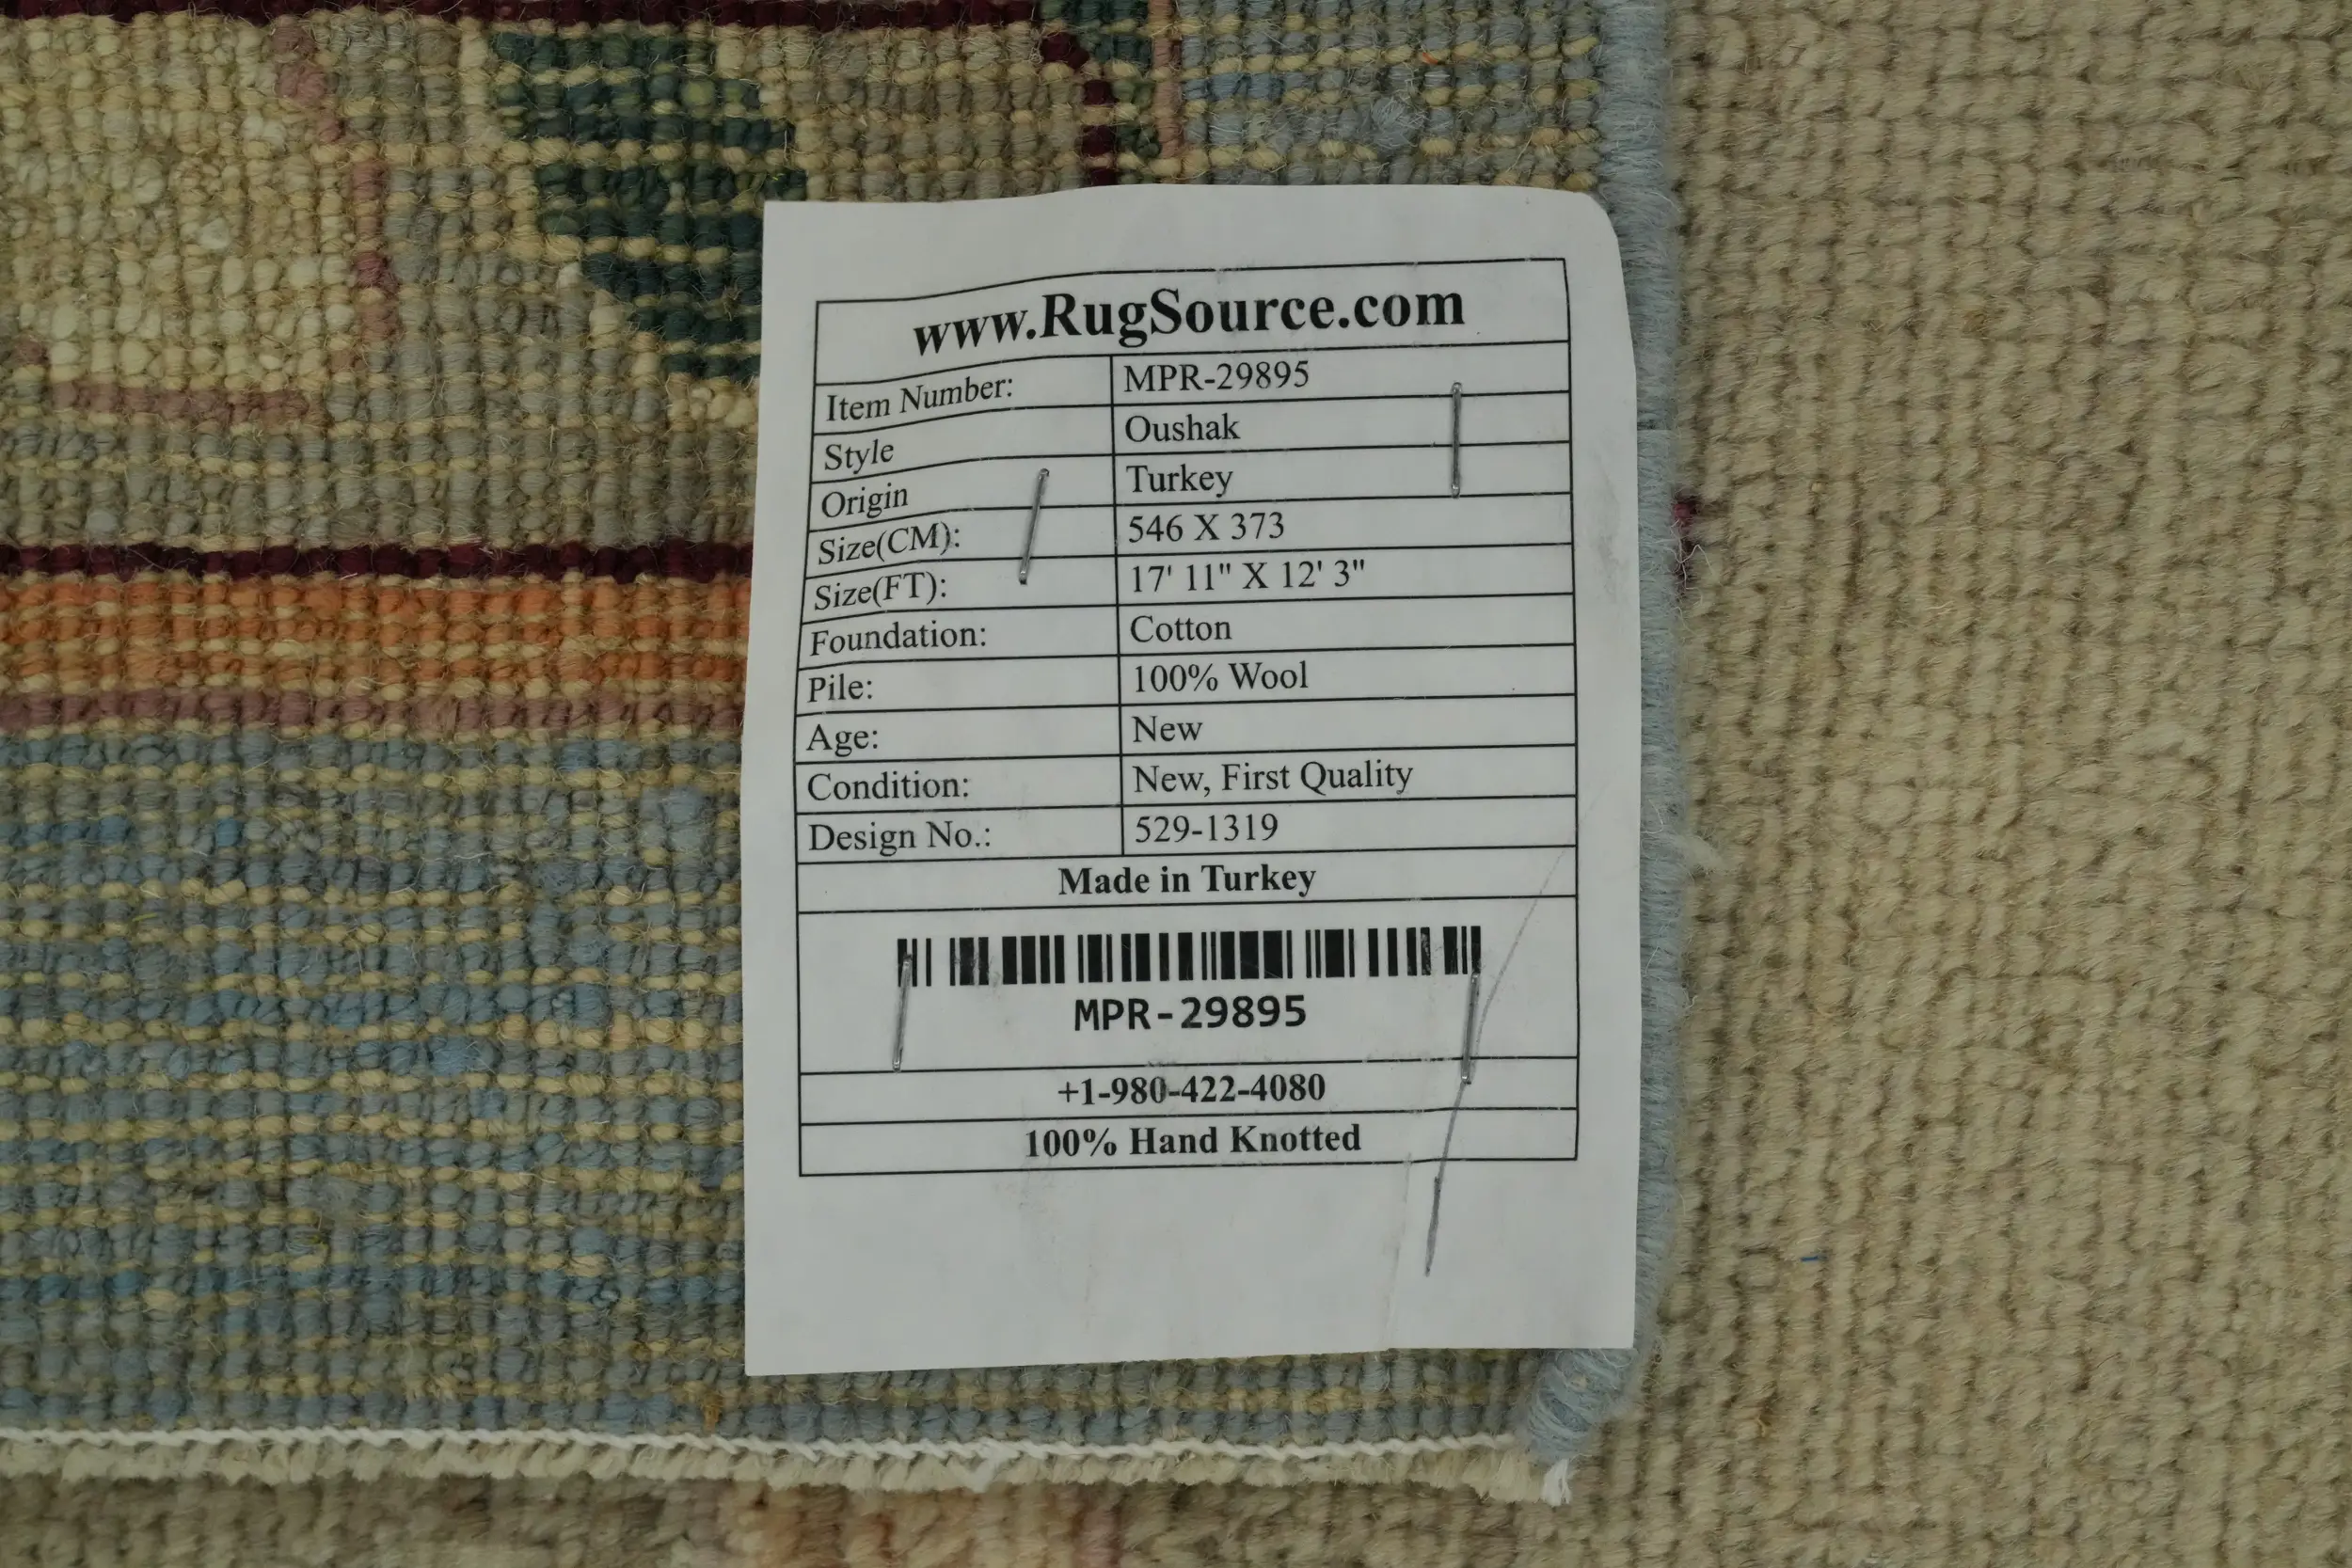 www.RugSource.com
Item Number: MPR-29895
Style Oushak
Origin Turkey
Size(CM): 546 X 373
Size(FT): 17' 11" X 12' 3"
Foundation: Cotton
Pile: 100% Wool
Age: New
Condition: New, First Quality
Design No.: 529-1319
Made in Turkey
MPR-29895
+1-980-422-4080
100% Hand Knotted